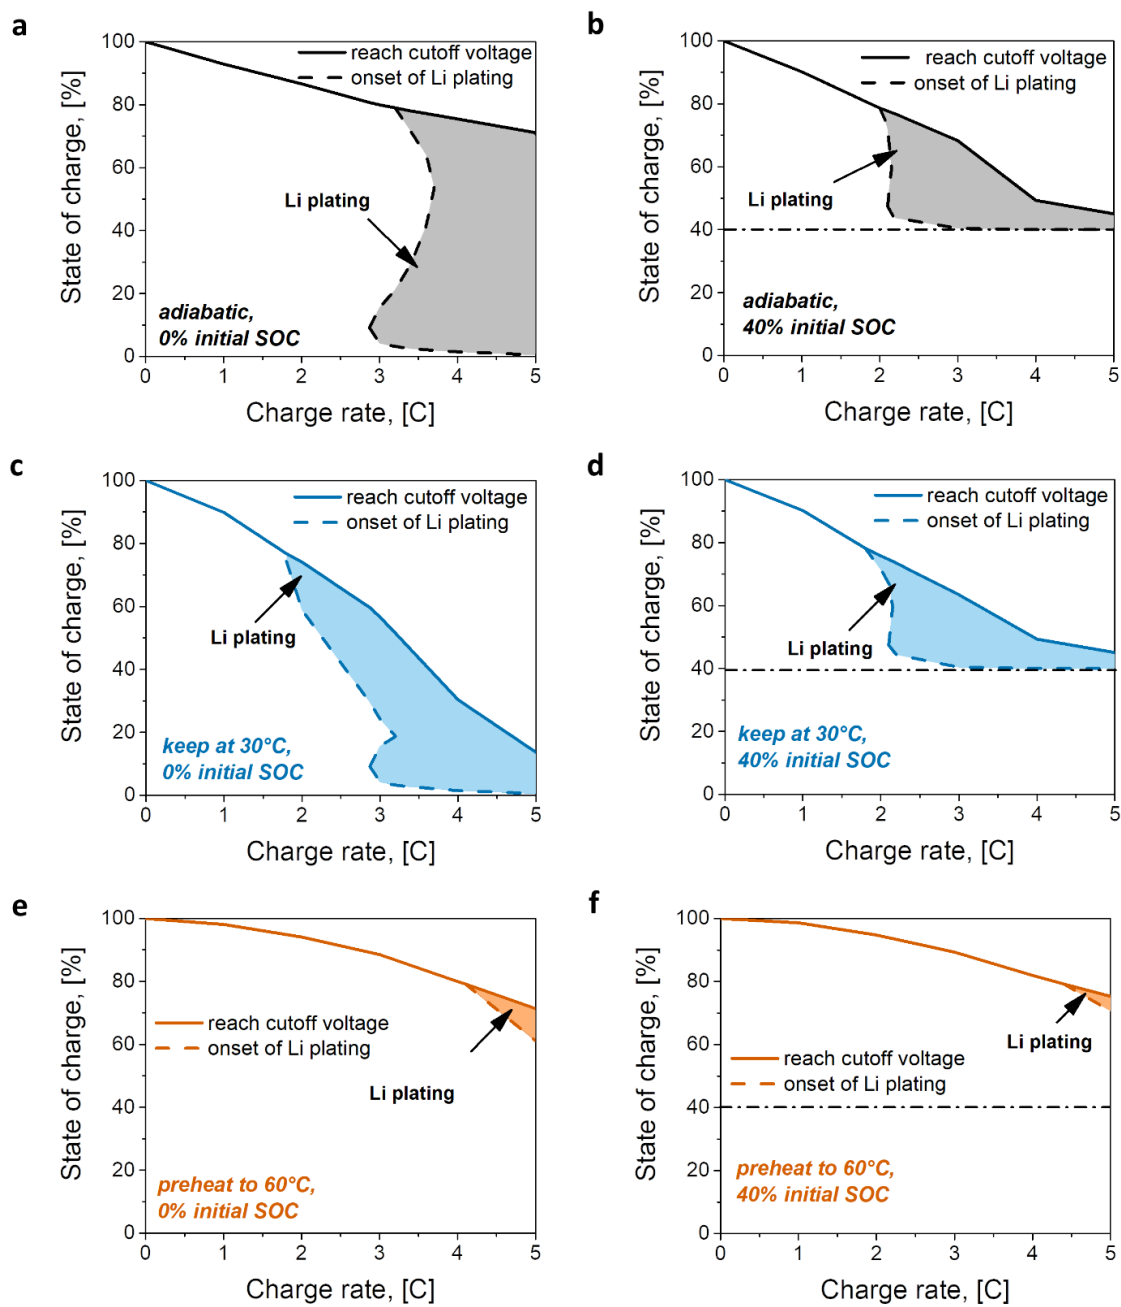 a
100
80
60
40
20
0
0 1 2 3 4 5
State of charge, [%]
Charge rate, [C]
reach cutoff voltage
onset of Li plating
Li plating
adiabatic,
0% initial SOC
b
100
80
60
40
20
0
0 1 2 3 4 5
State of charge, [%]
Charge rate, [C]
reach cutoff voltage
onset of Li plating
Li plating
adiabatic,
40% initial SOC
c
100
80
60
40
20
0
0 1 2 3 4 5
State of charge, [%]
Charge rate, [C]
reach cutoff voltage
onset of Li plating
Li plating
keep at 30°C,
0% initial SOC
d
100
80
60
40
20
0
0 1 2 3 4 5
State of charge, [%]
Charge rate, [C]
reach cutoff voltage
onset of Li plating
Li plating
keep at 30°C,
40% initial SOC
e
100
80
60
40
20
0
0 1 2 3 4 5
State of charge, [%]
Charge rate, [C]
reach cutoff voltage
onset of Li plating
Li plating
preheat to 60°C,
0% initial SOC
f
100
80
60
40
20
0
0 1 2 3 4 5
State of charge, [%]
Charge rate, [C]
Li plating
reach cutoff voltage
onset of Li plating
preheat to 60°C,
40% initial SOC